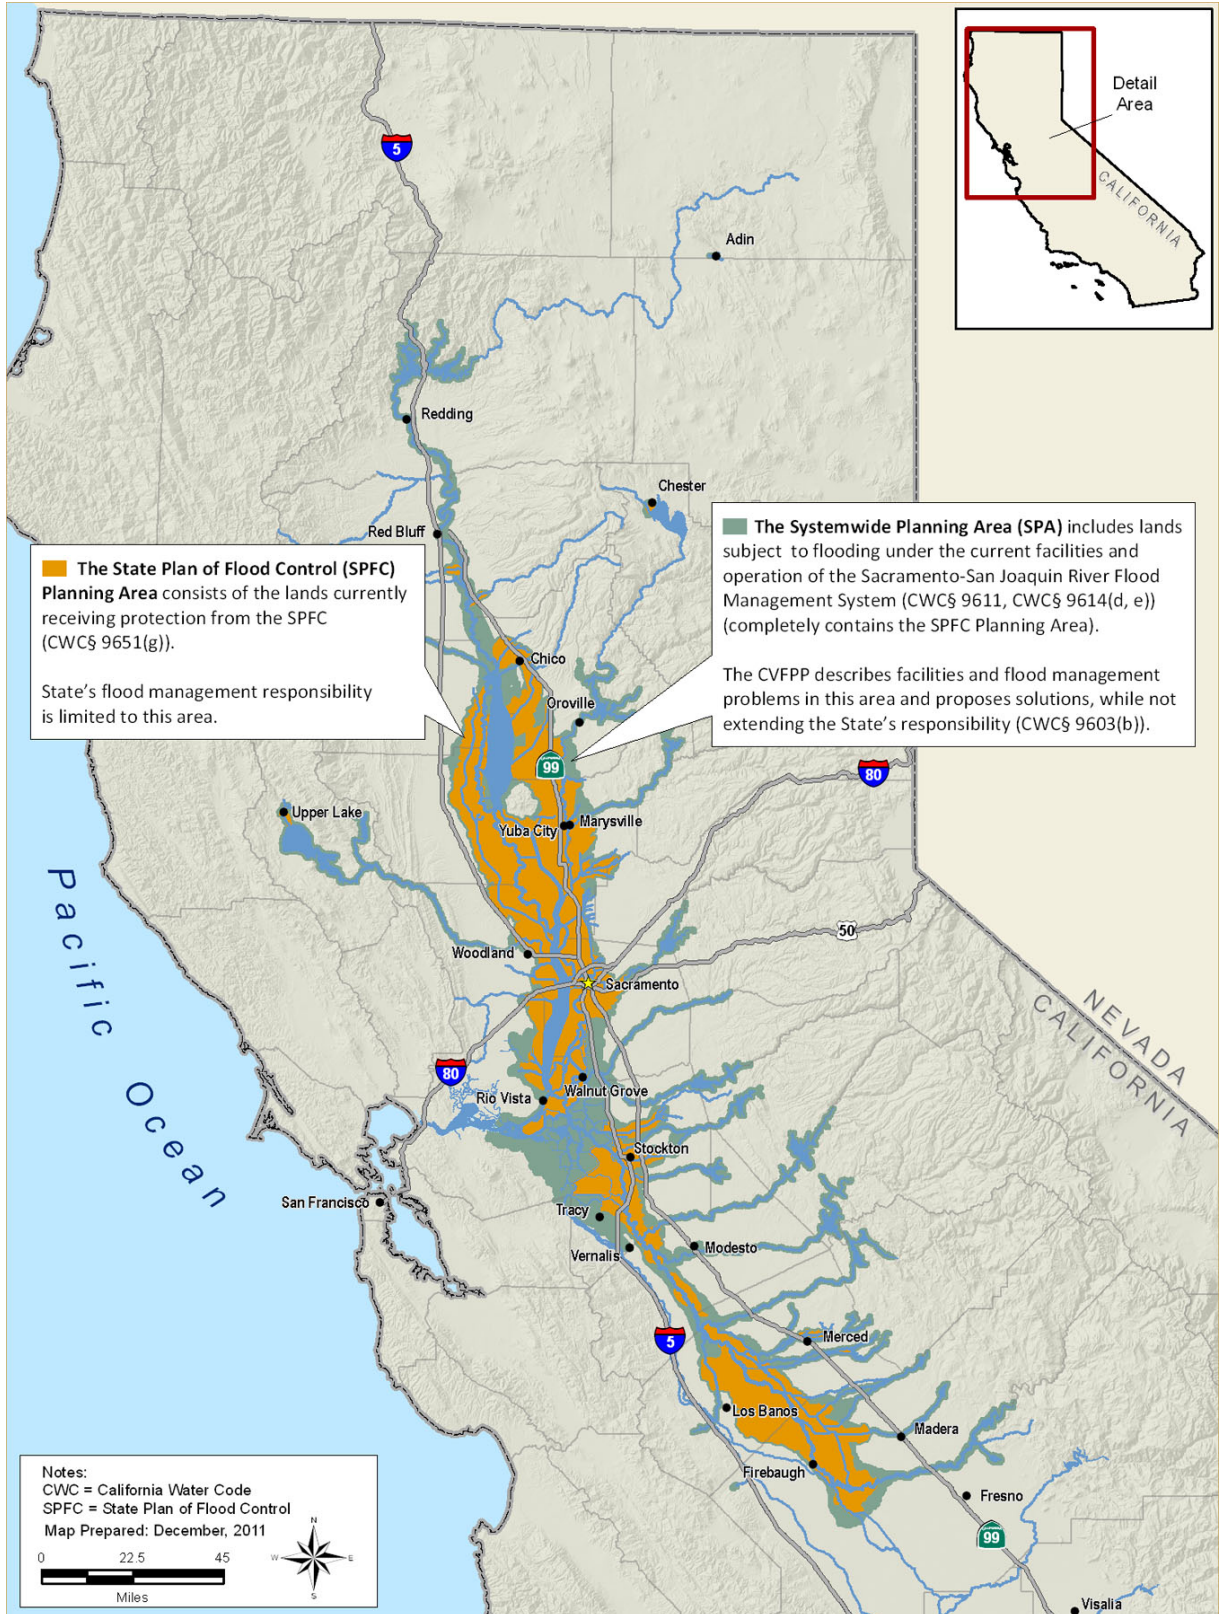 Detail
Area
CALIFORNIA
5
Adin
Redding
Chester
Red Bluff
The State Plan of Flood Control (SPFC)
Planning Area consists of the lands currently
receiving protection from the SPFC
(CWC§ 9651(g)).
State's flood management responsibility
is limited to this area.
The Systemwide Planning Area (SPA) includes lands
subject to flooding under the current facilities and
operation of the Sacramento-San Joaquin River Flood
Management System (CWC§ 9611, CWC§ 9614(d, e))
(completely contains the SPFC Planning Area).
The CVFPP describes facilities and flood management
problems in this area and proposes solutions, while not
extending the State's responsibility (CWC§ 9603(b)).
Chico
Oroville
99
80
Upper Lake
Yuba City
Marysville
Pacific Ocean
50
Woodland
Sacramento
NEVADA
CALIFORNIA
80
Walnut Grove
Rio Vista
Stockton
San Francisco
Tracy
Vernalis
Modesto
5
Merced
Los Banos
Madera
Firebaugh
Fresno
99
Visalia
Notes:
CWC = California Water Code
SPFC = State Plan of Flood Control
Map Prepared: December, 2011
0 22.5 45
Miles
N
W E
S